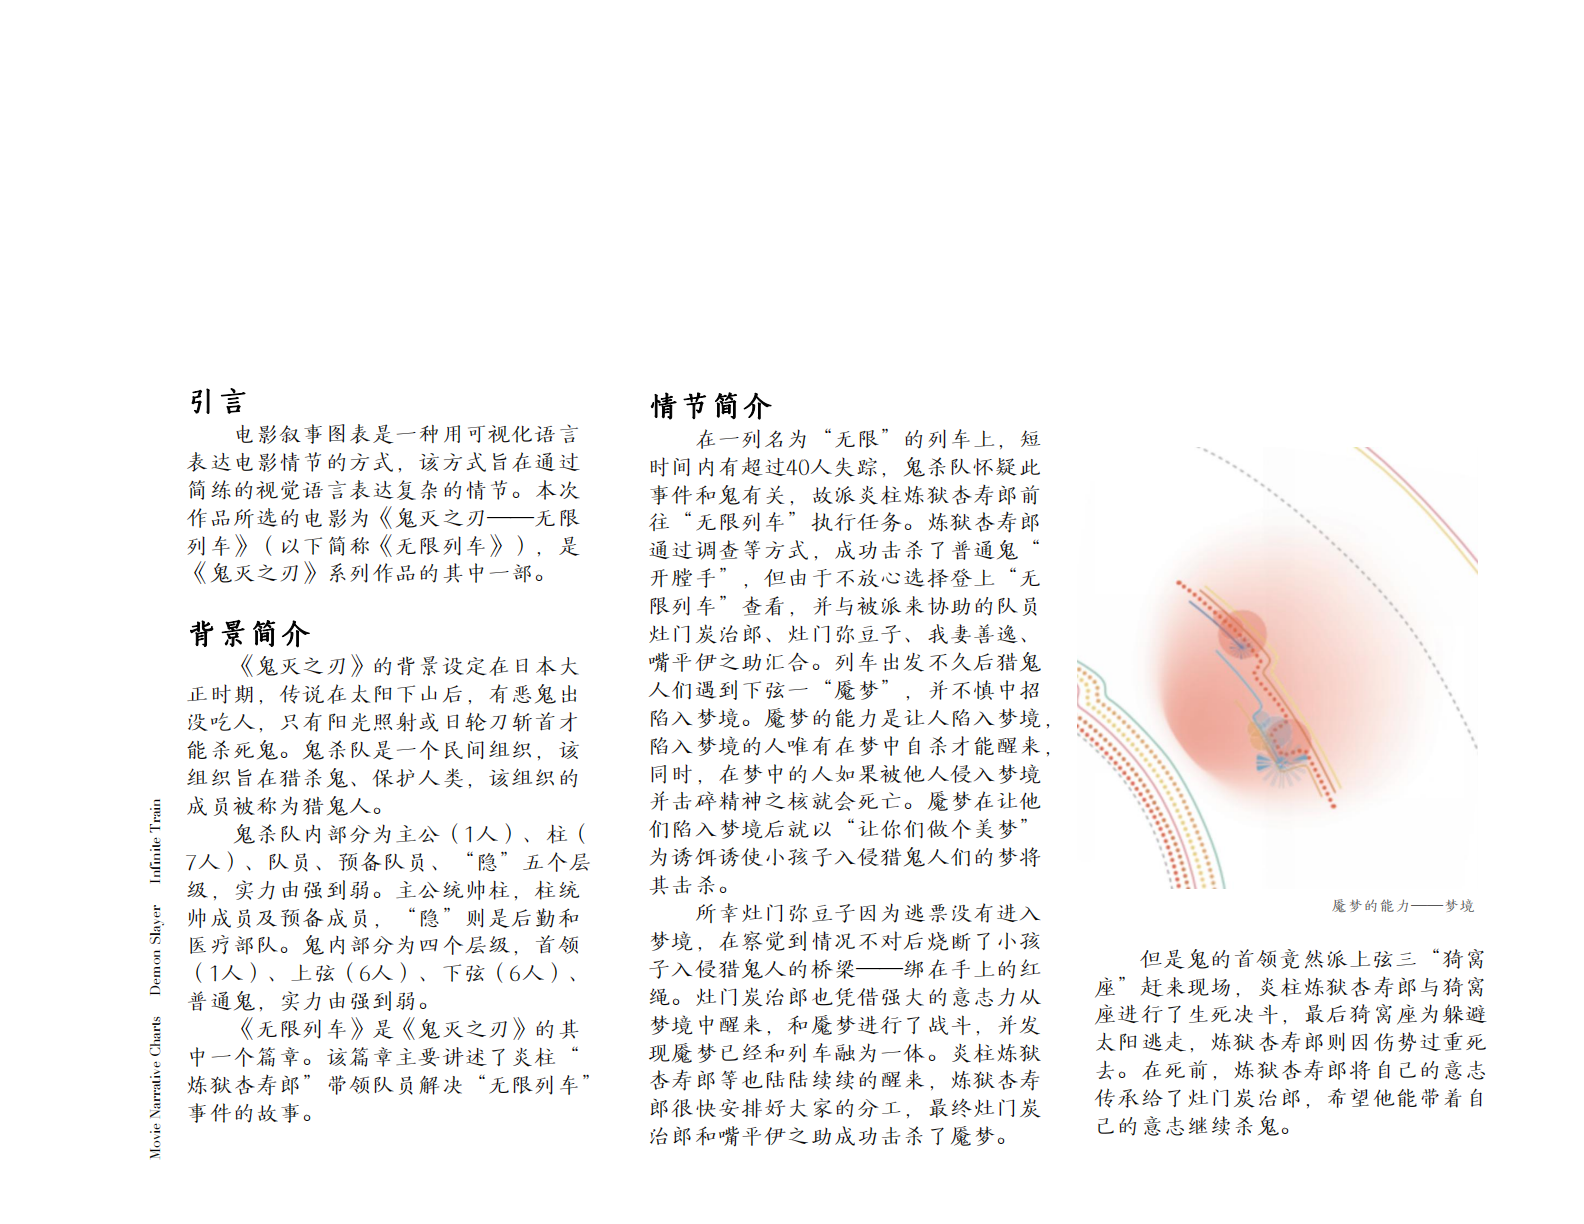 引言
电影叙事图表是一种用可视化语言
表达电影情节的方式，该方式旨在通过
简练的视觉语言表达复杂的情节。本次
作品所选的电影为《鬼灭之刃——无限
列车》（以下简称《无限列车》），是
《鬼灭之刃》系列作品的其中一部。
背景简介
《鬼灭之刃》的背景设定在日本大
正时期，传说在太阳下山后，有恶鬼出
没吃人，只有阳光照射或日轮刀斩首才
能杀死鬼。鬼杀队是一个民间组织，该
组织旨在猎杀鬼、保护人类，该组织的
成员被称为猎鬼人。
鬼杀队内部分为主公（1人）、柱（
7人）、队员、预备队员、“隐”五个层
级，实力由强到弱。主公统帅柱，柱统
帅成员及预备成员，“隐”则是后勤和
医疗部队。鬼内部分为四个层级，首领
（1人）、上弦（6人）、下弦（6人）、
普通鬼，实力由强到弱。
《无限列车》是《鬼灭之刃》的其
中一个篇章。该篇章主要讲述了炎柱“
炼狱杏寿郎”带领队员解决“无限列车”
事件的故事。
情节简介
在一列名为“无限”的列车上，短
时间内有超过40人失踪，鬼杀队怀疑此
事件和鬼有关，故派炎柱炼狱杏寿郎前
往“无限列车”执行任务。炼狱杏寿郎
通过调查等方式，成功击杀了普通鬼“
开膛手”，但由于不放心选择登上“无
限列车”查看，并与被派来协助的队员
灶门炭治郎、灶门弥豆子、我妻善逸、
嘴平伊之助汇合。列车出发不久后猎鬼
人们遇到下弦一“魇梦”，并不慎中招
陷入梦境。魇梦的能力是让人陷入梦境，
陷入梦境的人唯有在梦中自杀才能醒来，
同时，在梦中的人如果被他人侵入梦境
并击碎精神之核就会死亡。魇梦在让他
们陷入梦境后就以“让你们做个美梦”
为诱饵诱使小孩子入侵猎鬼人们的梦将
其击杀。
所幸灶门弥豆子因为逃票没有进入
梦境，在察觉到情况不对后烧断了小孩
子入侵猎鬼人的桥梁——绑在手上的红
绳。灶门炭治郎也凭借强大的意志力从
梦境中醒来，和魇梦进行了战斗，并发
现魇梦已经和列车融为一体。炎柱炼狱
杏寿郎等也陆陆续续的醒来，炼狱杏寿
郎很快安排好大家的分工，最终灶门炭
治郎和嘴平伊之助成功击杀了魇梦。
魇梦的能力——梦境
但是鬼的首领竟然派上弦三“猗窝
座”赶来现场，炎柱炼狱杏寿郎与猗窝
座进行了生死决斗，最后猗窝座为躲避
太阳逃走，炼狱杏寿郎则因伤势过重死
去。在死前，炼狱杏寿郎将自己的意志
传承给了灶门炭治郎，希望他能带着自
己的意志继续杀鬼。
Movie Narrative Charts Demon Slayer Infinite Train